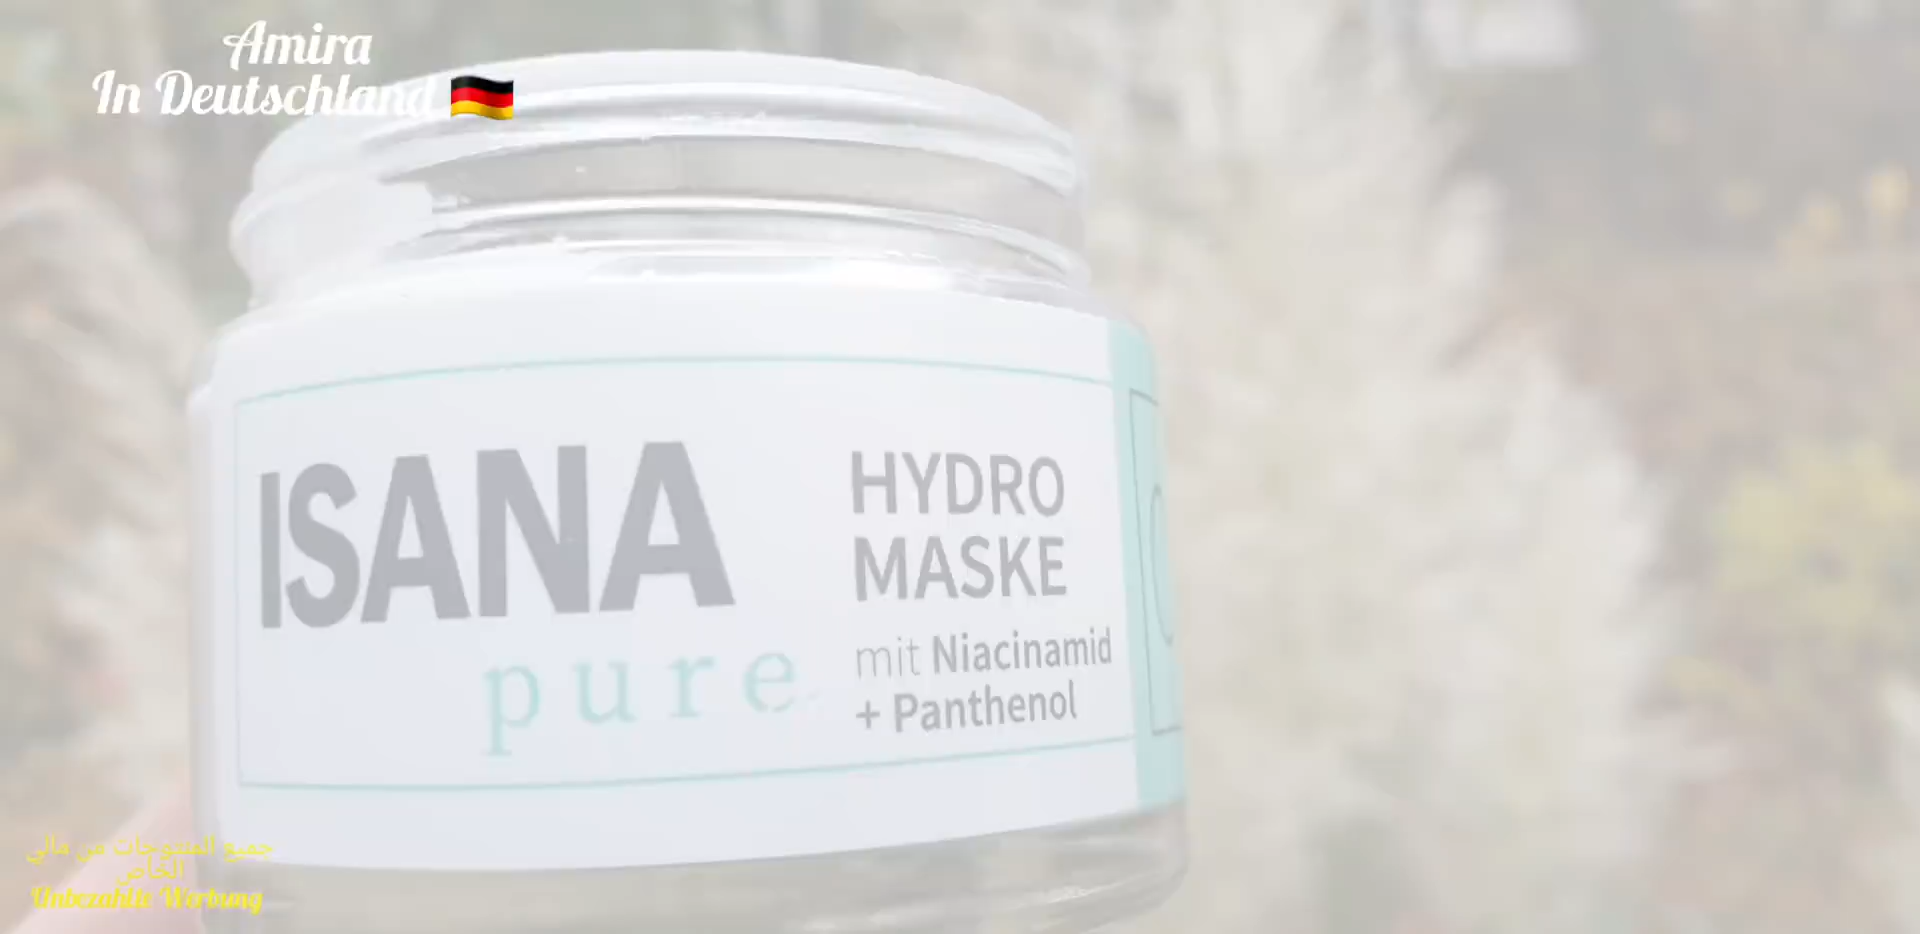 Amira
In Deutschland 🇩🇪
ISANA
pure
HYDRO
MASKE
mit Niacinamid
+ Panthenol
جميع المنتوجات من مالي
الخاص
Unbezahlte Werbung